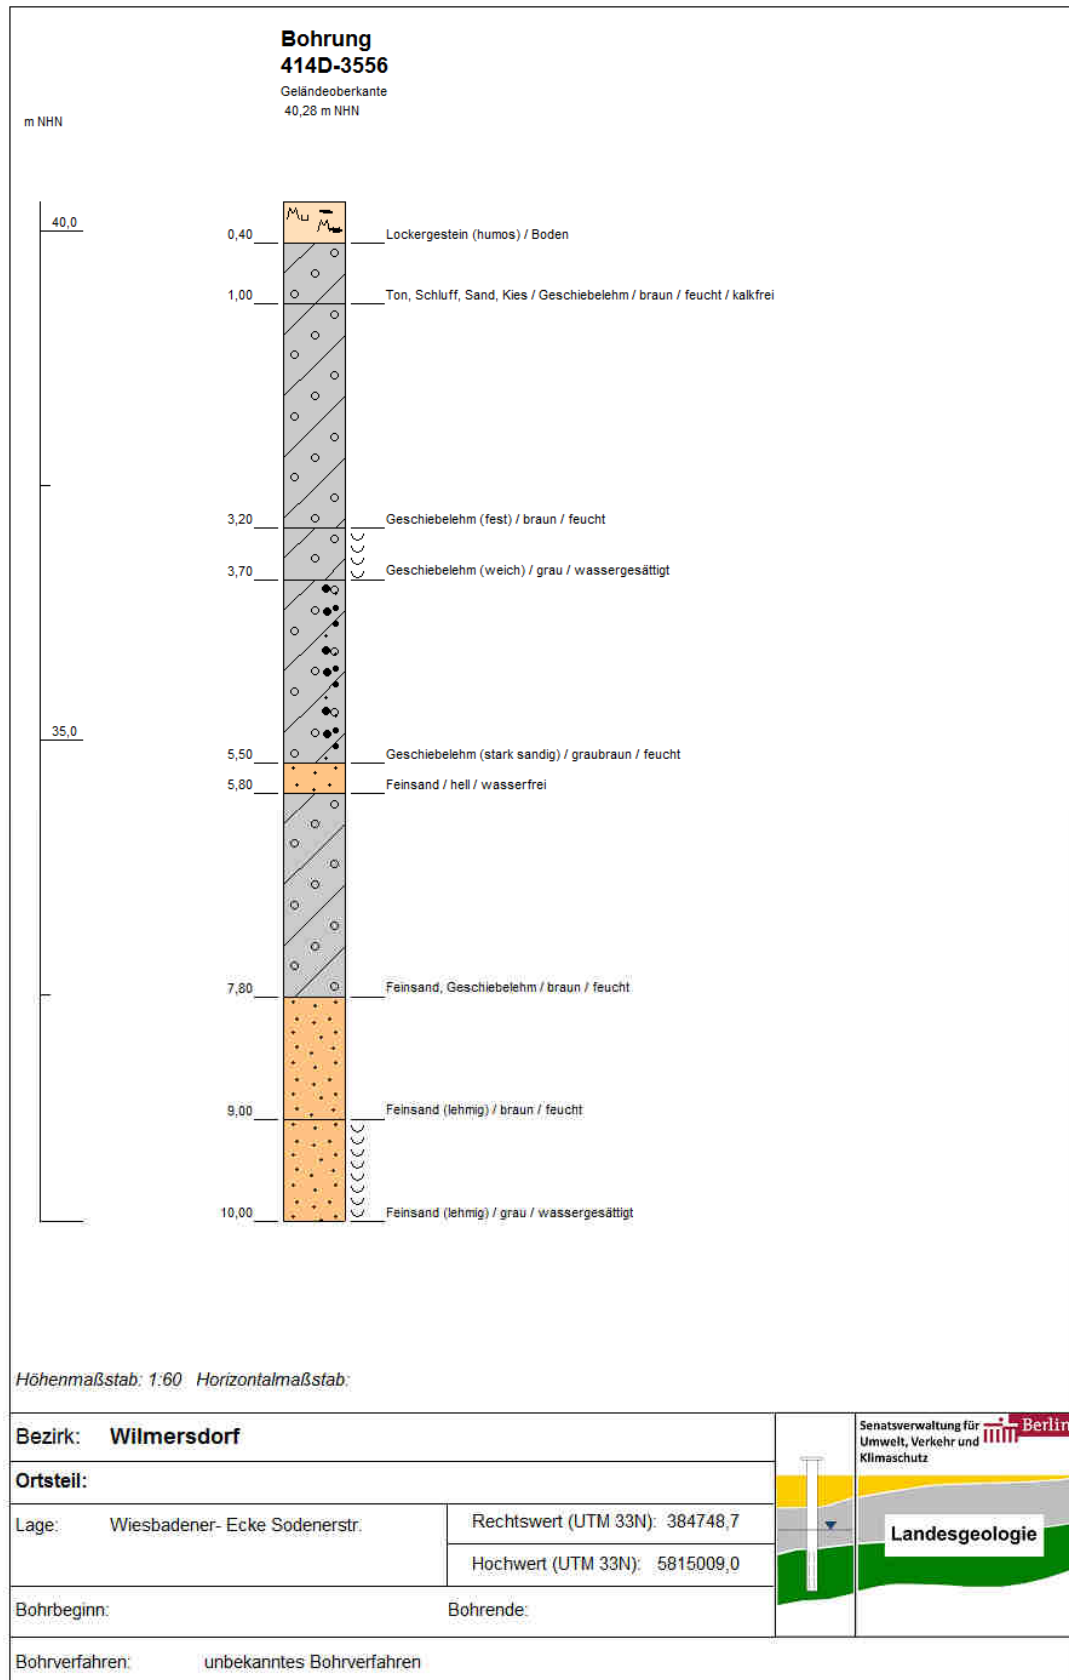 Bohrung
414D-3556
Geländeoberkante
40,28 m NHN
m NHN
40,0
0,40 Lockergestein (humos) / Boden
1,00 Ton, Schluff, Sand, Kies / Geschiebelehm / braun / feucht / kalkfrei
3,20 Geschiebelehm (fest) / braun / feucht
3,70 Geschiebelehm (weich) / grau / wassergesättigt
35,0
5,50 Geschiebelehm (stark sandig) / graubraun / feucht
5,80 Feinsand / hell / wasserfrei
7,80 Feinsand, Geschiebelehm / braun / feucht
9,00 Feinsand (lehmig) / braun / feucht
10,00 Feinsand (lehmig) / grau / wassergesättigt
Höhenmaßstab: 1:60 Horizontalmaßstab:
Bezirk: Wilmersdorf
Ortsteil:
Lage: Wiesbadener- Ecke Sodenerstr.
Rechtswert (UTM 33N): 384748,7
Hochwert (UTM 33N): 5815009,0
Bohrbeginn: Bohrende:
Bohrverfahren: unbekanntes Bohrverfahren
Senatsverwaltung für
Umwelt, Verkehr und
Klimaschutz
Berlin
Landesgeologie